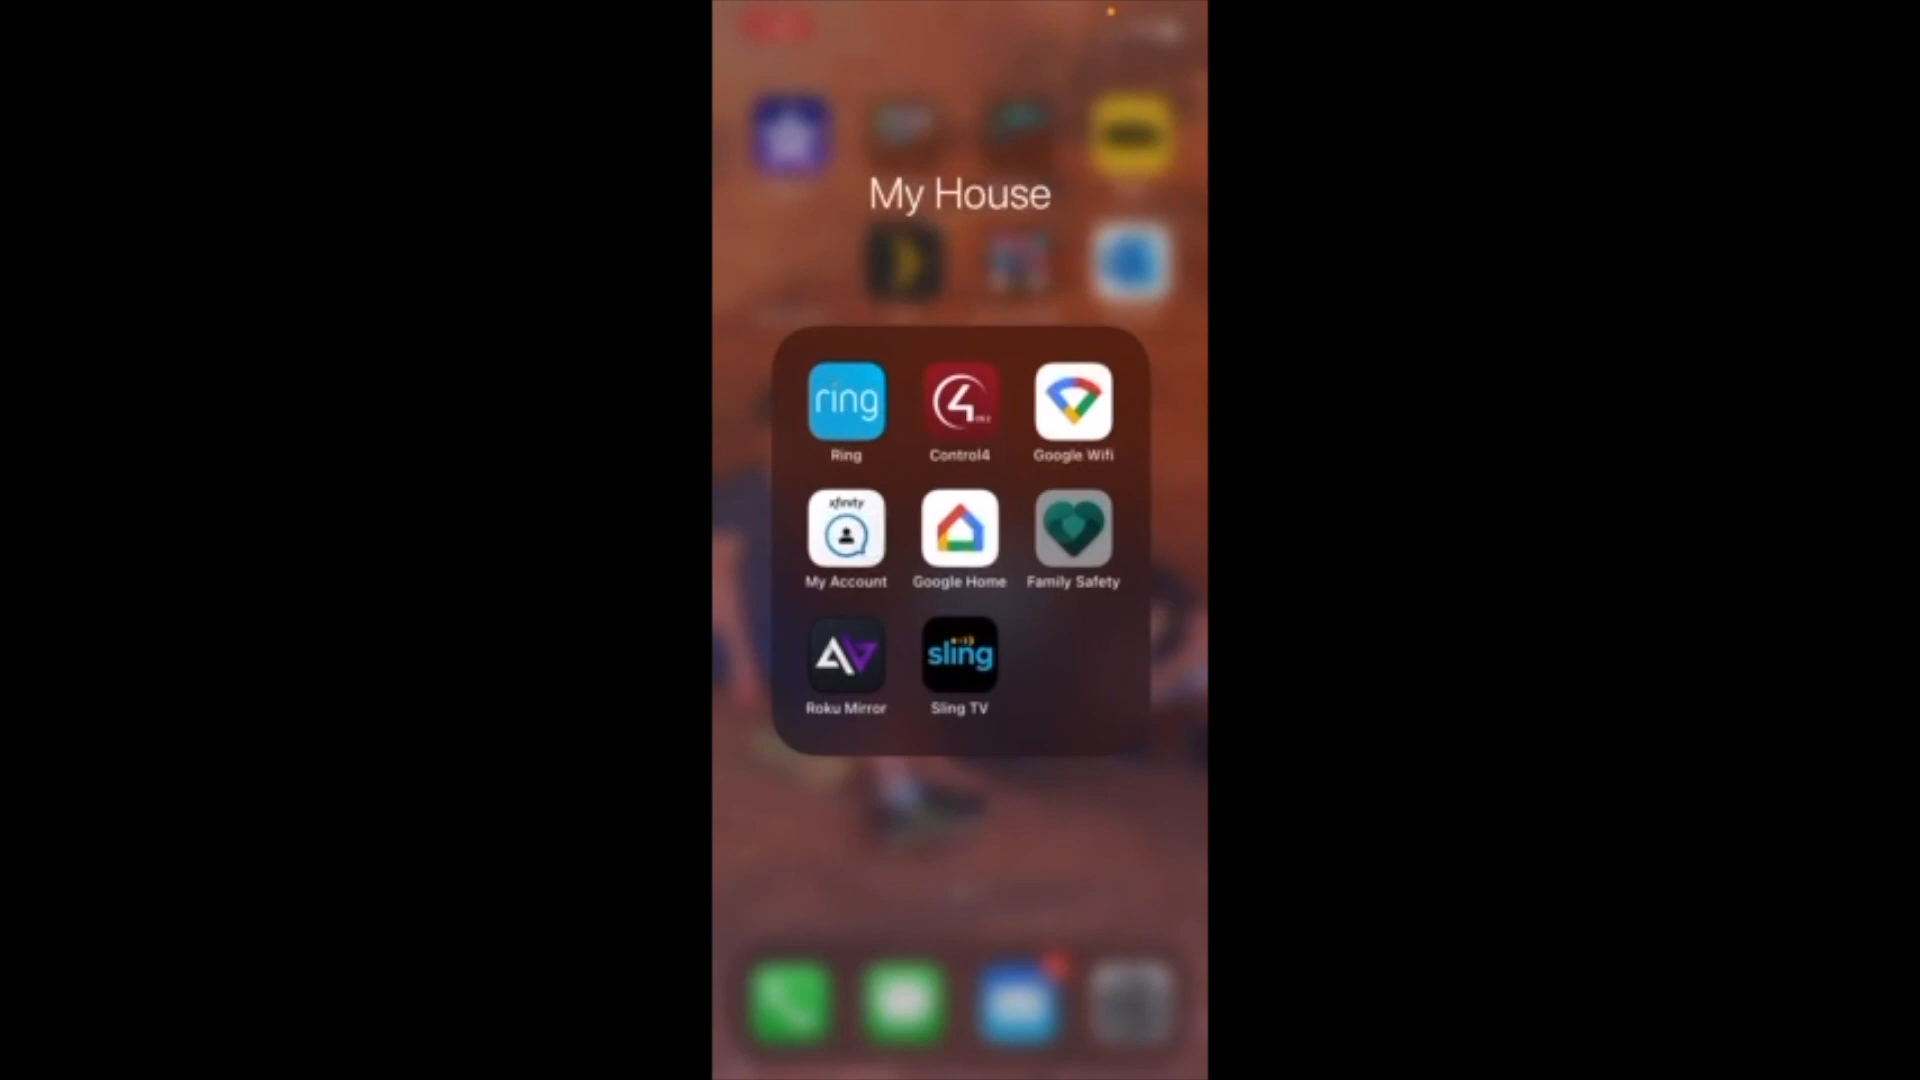 My House
ring
4
Ring
Control4
Google Wifi
xfinity
My Account
Google Home
Family Safety
sling
Roku Mirror
Sling TV